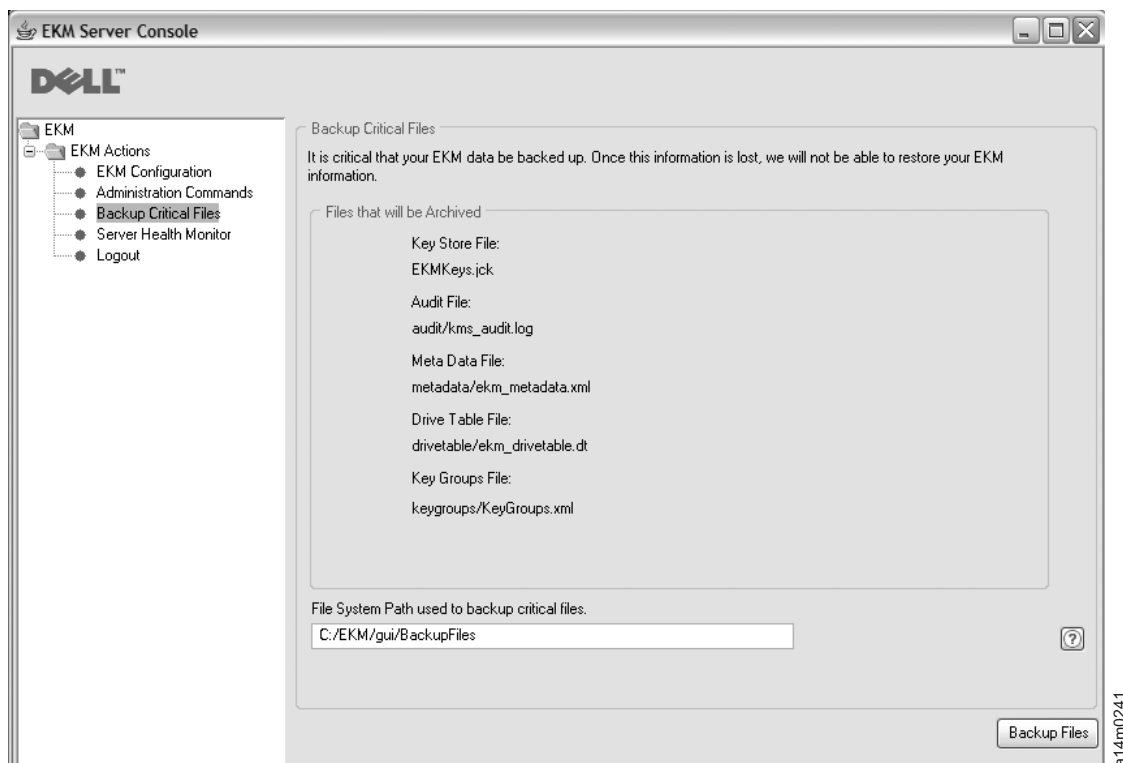 EKM Server Console
DELL™
EKM
EKM Actions
EKM Configuration
Administration Commands
Backup Critical Files
Server Health Monitor
Logout
Backup Critical Files
It is critical that your EKM data be backed up. Once this information is lost, we will not be able to restore your EKM
information.
Files that will be Archived
Key Store File:
EKMKeys.jck
Audit File:
audit/kms_audit.log
Meta Data File:
metadata/ekm_metadata.xml
Drive Table File:
drivetable/ekm_drivetable.dt
Key Groups File:
keygroups/KeyGroups.xml
File System Path used to backup critical files.
C:/EKM/gui/BackupFiles
?
Backup Files
a14m0241